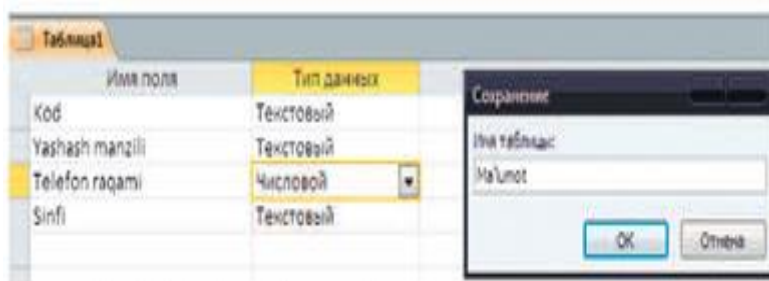 Таблица1
Имя поля Тип данных
Kod Текстовый
Yashash manzili Текстовый
Telefon raqami Числовой
Sinfi Текстовый
Сохранение
Имя таблицы:
Ma'lumot
ОК Отмена